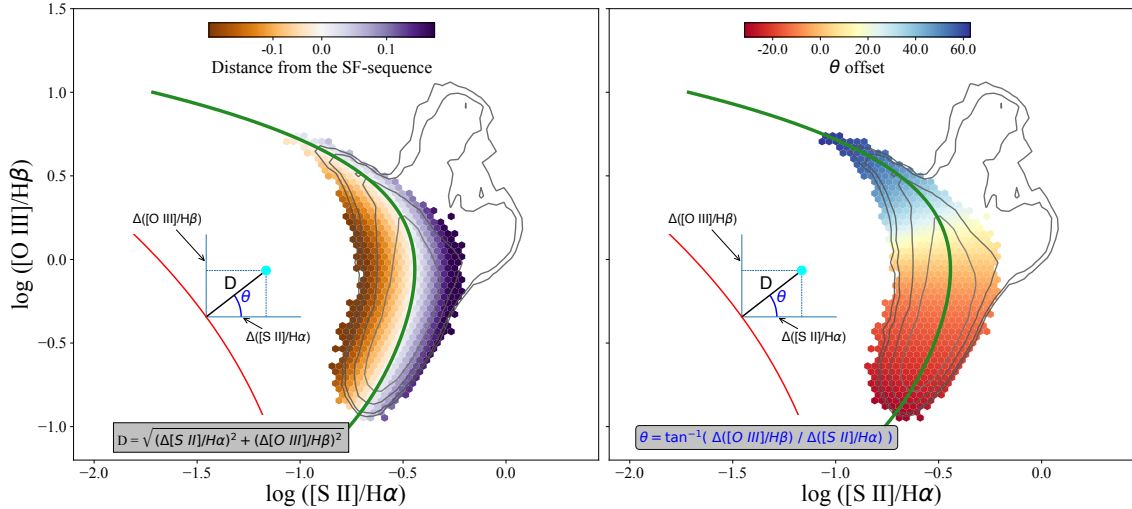 1.5
1.0
0.5
0.0
−0.5
−1.0
log ([O III]/Hβ)
-0.1 0.0 0.1
Distance from the SF-sequence
Δ([O III]/Hβ)
D
θ
Δ([S II]/Hα)
D = √(Δ[S II]/Hα)² + (Δ[O III]/Hβ)²
−2.0 −1.5 −1.0 −0.5 0.0
log ([S II]/Hα)
-20.0 0.0 20.0 40.0 60.0
θ offset
Δ([O III]/Hβ)
D
θ
Δ([S II]/Hα)
θ = tan⁻¹( Δ([O III]/Hβ) / Δ([S II]/Hα) )
−2.0 −1.5 −1.0 −0.5 0.0
log ([S II]/Hα)